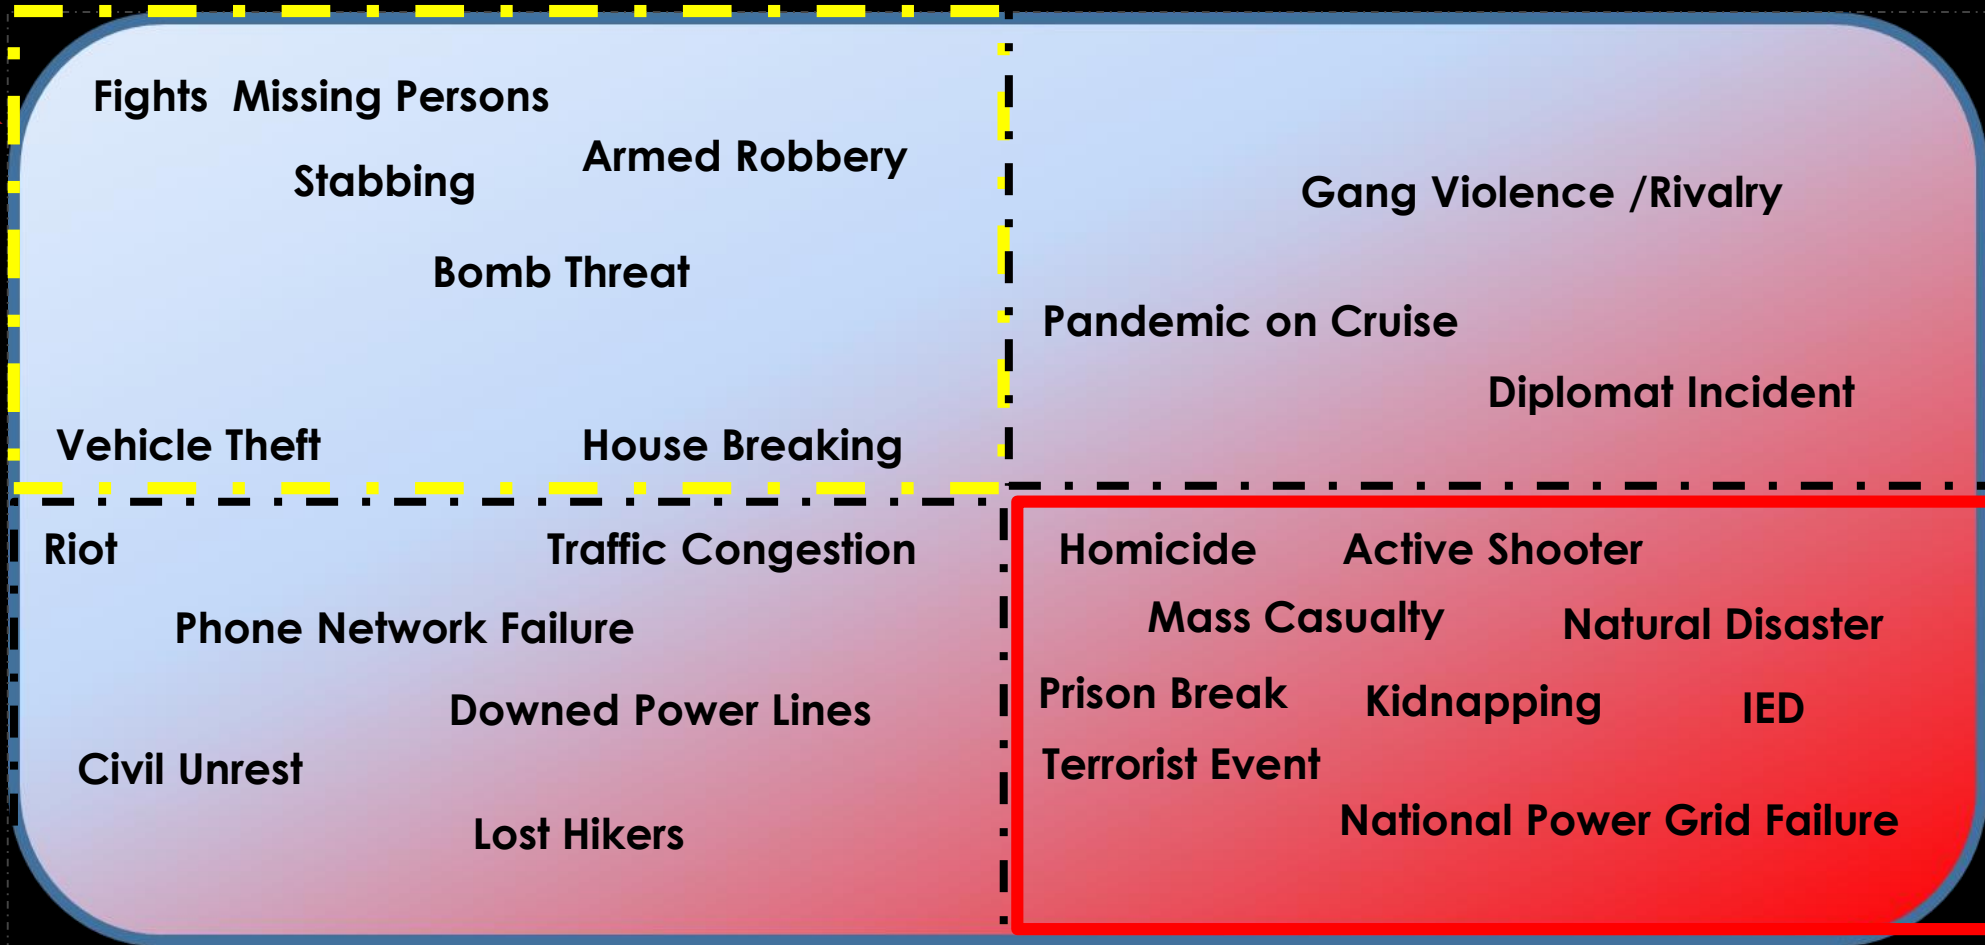 Fights  Missing Persons
Armed Robbery
Stabbing
Bomb Threat
Vehicle Theft
House Breaking
Gang Violence /Rivalry
Pandemic on Cruise
Diplomat Incident
Riot
Traffic Congestion
Phone Network Failure
Downed Power Lines
Civil Unrest
Lost Hikers
Homicide
Active Shooter
Mass Casualty
Natural Disaster
Prison Break
Kidnapping
IED
Terrorist Event
National Power Grid Failure